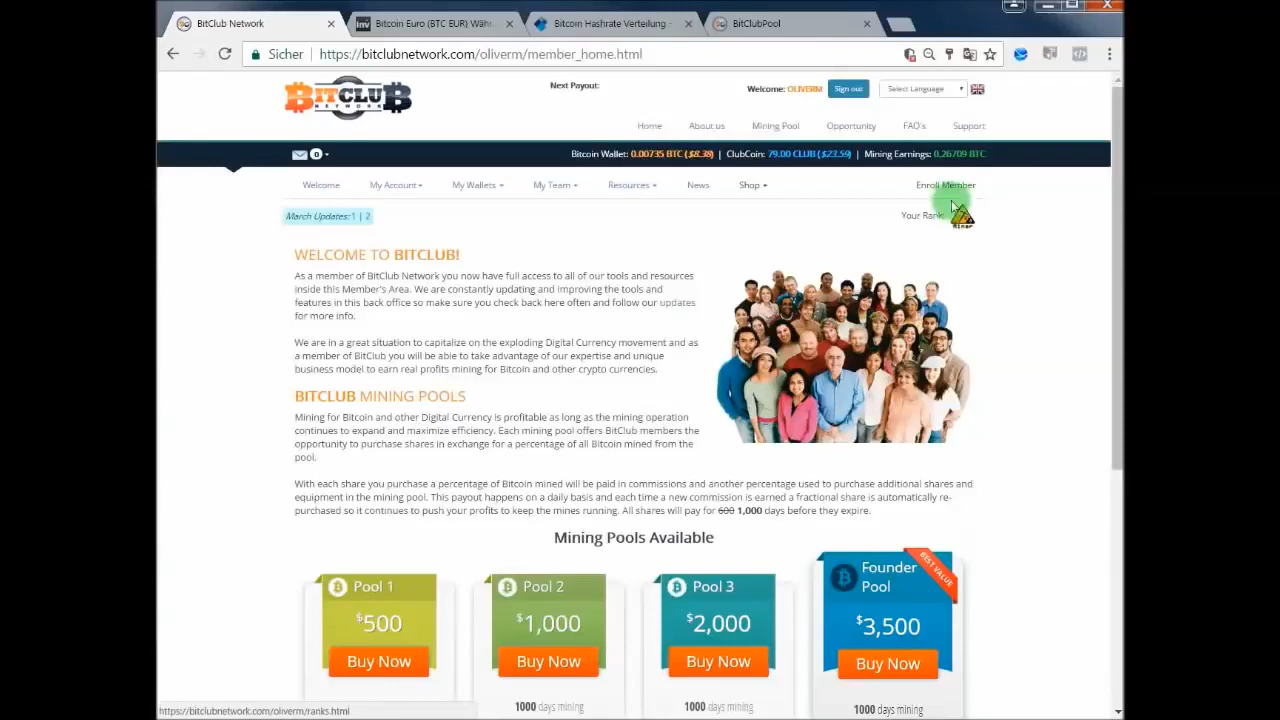 BitClub Network
Bitcoin Euro (BTC EUR) Wäh
Bitcoin Hashrate Verteilung -
BitClubPool
Sicher
https://bitclubnetwork.com/oliverm/member_home.html
BITCLUB
NETWORK
Next Payout:
Welcome: OLIVERM
Sign out
Select Language
Home
About us
Mining Pool
Opportunity
FAQ's
Support
0
Bitcoin Wallet: 0.00735 BTC ($8.38) | ClubCoin: 79.00 CLUB ($23.59) | Mining Earnings: 0.26709 BTC
Welcome
My Account
My Wallets
My Team
Resources
News
Shop
Enroll Member
March Updates: 1 | 2
Your Rank:
Miner
WELCOME TO BITCLUB!
As a member of BitClub Network you now have full access to all of our tools and resources
inside this Member's Area. We are constantly updating and improving the tools and
features in this back office so make sure you check back here often and follow our updates
for more info.
We are in a great situation to capitalize on the exploding Digital Currency movement and as
a member of BitClub you will be able to take advantage of our expertise and unique
business model to earn real profits mining for Bitcoin and other crypto currencies.
BITCLUB MINING POOLS
Mining for Bitcoin and other Digital Currency is profitable as long as the mining operation
continues to expand and maximize efficiency. Each mining pool offers BitClub members the
opportunity to purchase shares in exchange for a percentage of all Bitcoin mined from the
pool.
With each share you purchase a percentage of Bitcoin mined will be paid in commissions and another percentage used to purchase additional shares and
equipment in the mining pool. This payout happens on a daily basis and each time a new commission is earned a fractional share is automatically re-
purchased so it continues to push your profits to keep the mines running. All shares will pay for 600 1,000 days before they expire.
Mining Pools Available
Pool 1
$500
Buy Now
Pool 2
$1,000
Buy Now
1000 days mining
Pool 3
$2,000
Buy Now
1000 days mining
Founder
Pool
BEST VALUE
$3,500
Buy Now
1000 days mining
https://bitclubnetwork.com/oliverm/ranks.html